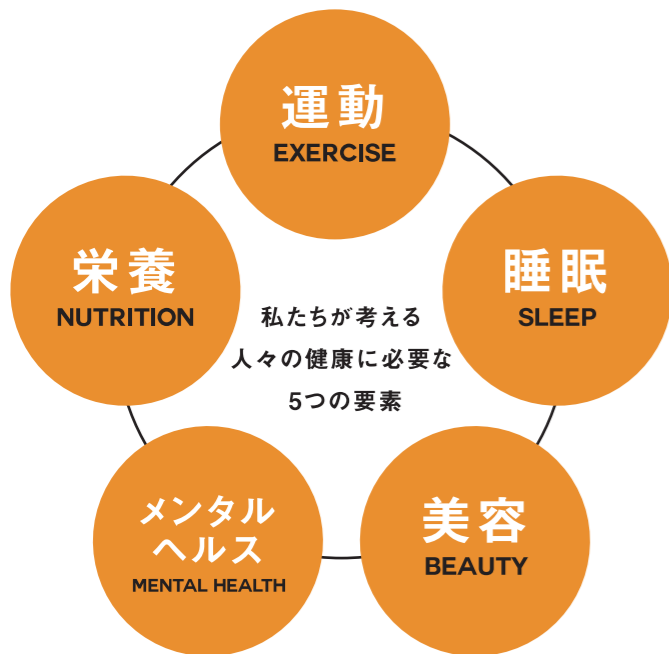 運動
EXERCISE
睡眠
SLEEP
栄養
NUTRITION
私たちが考える
人々の健康に必要な
5つの要素
メンタル
ヘルス
MENTAL HEALTH
美容
BEAUTY